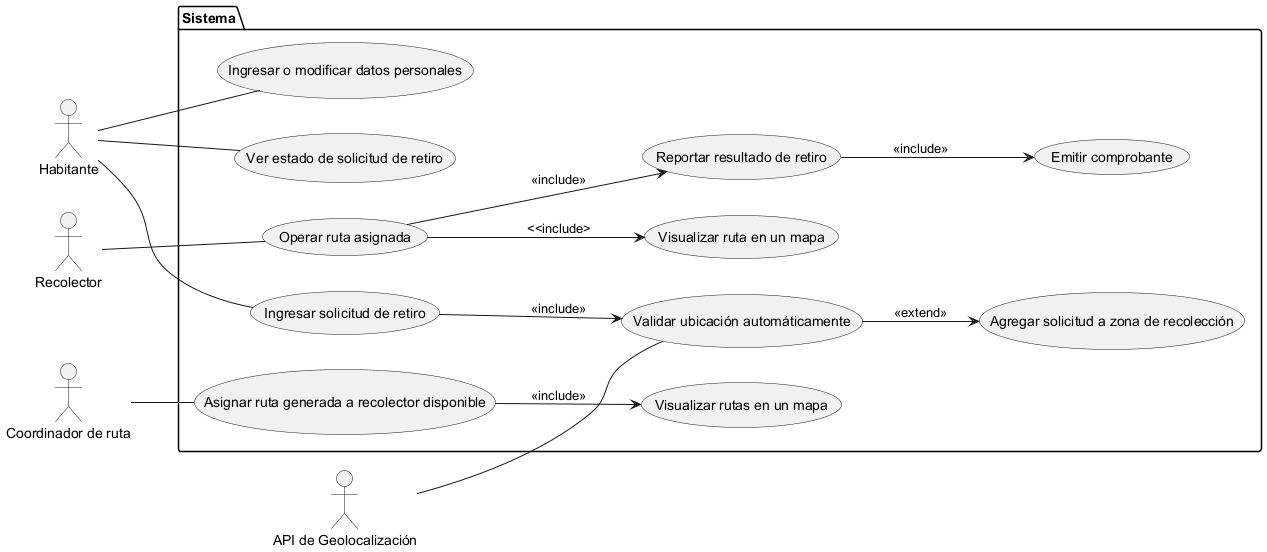 Sistema
Ingresar o modificar datos personales
Habitante
Ver estado de solicitud de retiro
Reportar resultado de retiro
«include»
Emitir comprobante
«include»
Recolector
Operar ruta asignada
<<include>
Visualizar ruta en un mapa
Ingresar solicitud de retiro
«include»
Validar ubicación automáticamente
«extend»
Agregar solicitud a zona de recolección
Coordinador de ruta
Asignar ruta generada a recolector disponible
«include»
Visualizar rutas en un mapa
API de Geolocalización